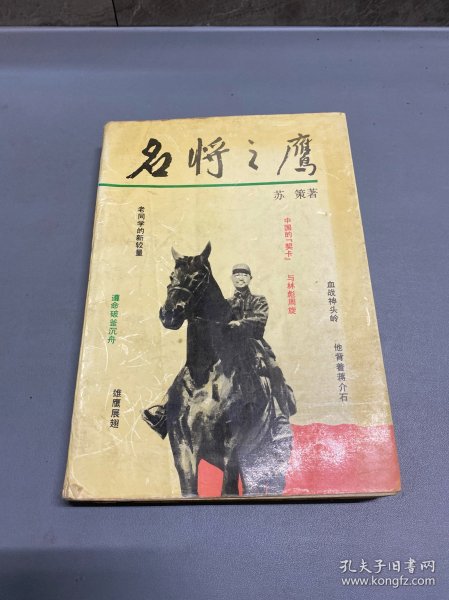 名将之鹰
苏 策著
老同学的新较量
中国的“契卡”
与林彪周旋
血战神头岭
他背着蒋介石
谯命破釜沉舟
雄鹰展翅
孔夫子旧书网
www.kongfz.com